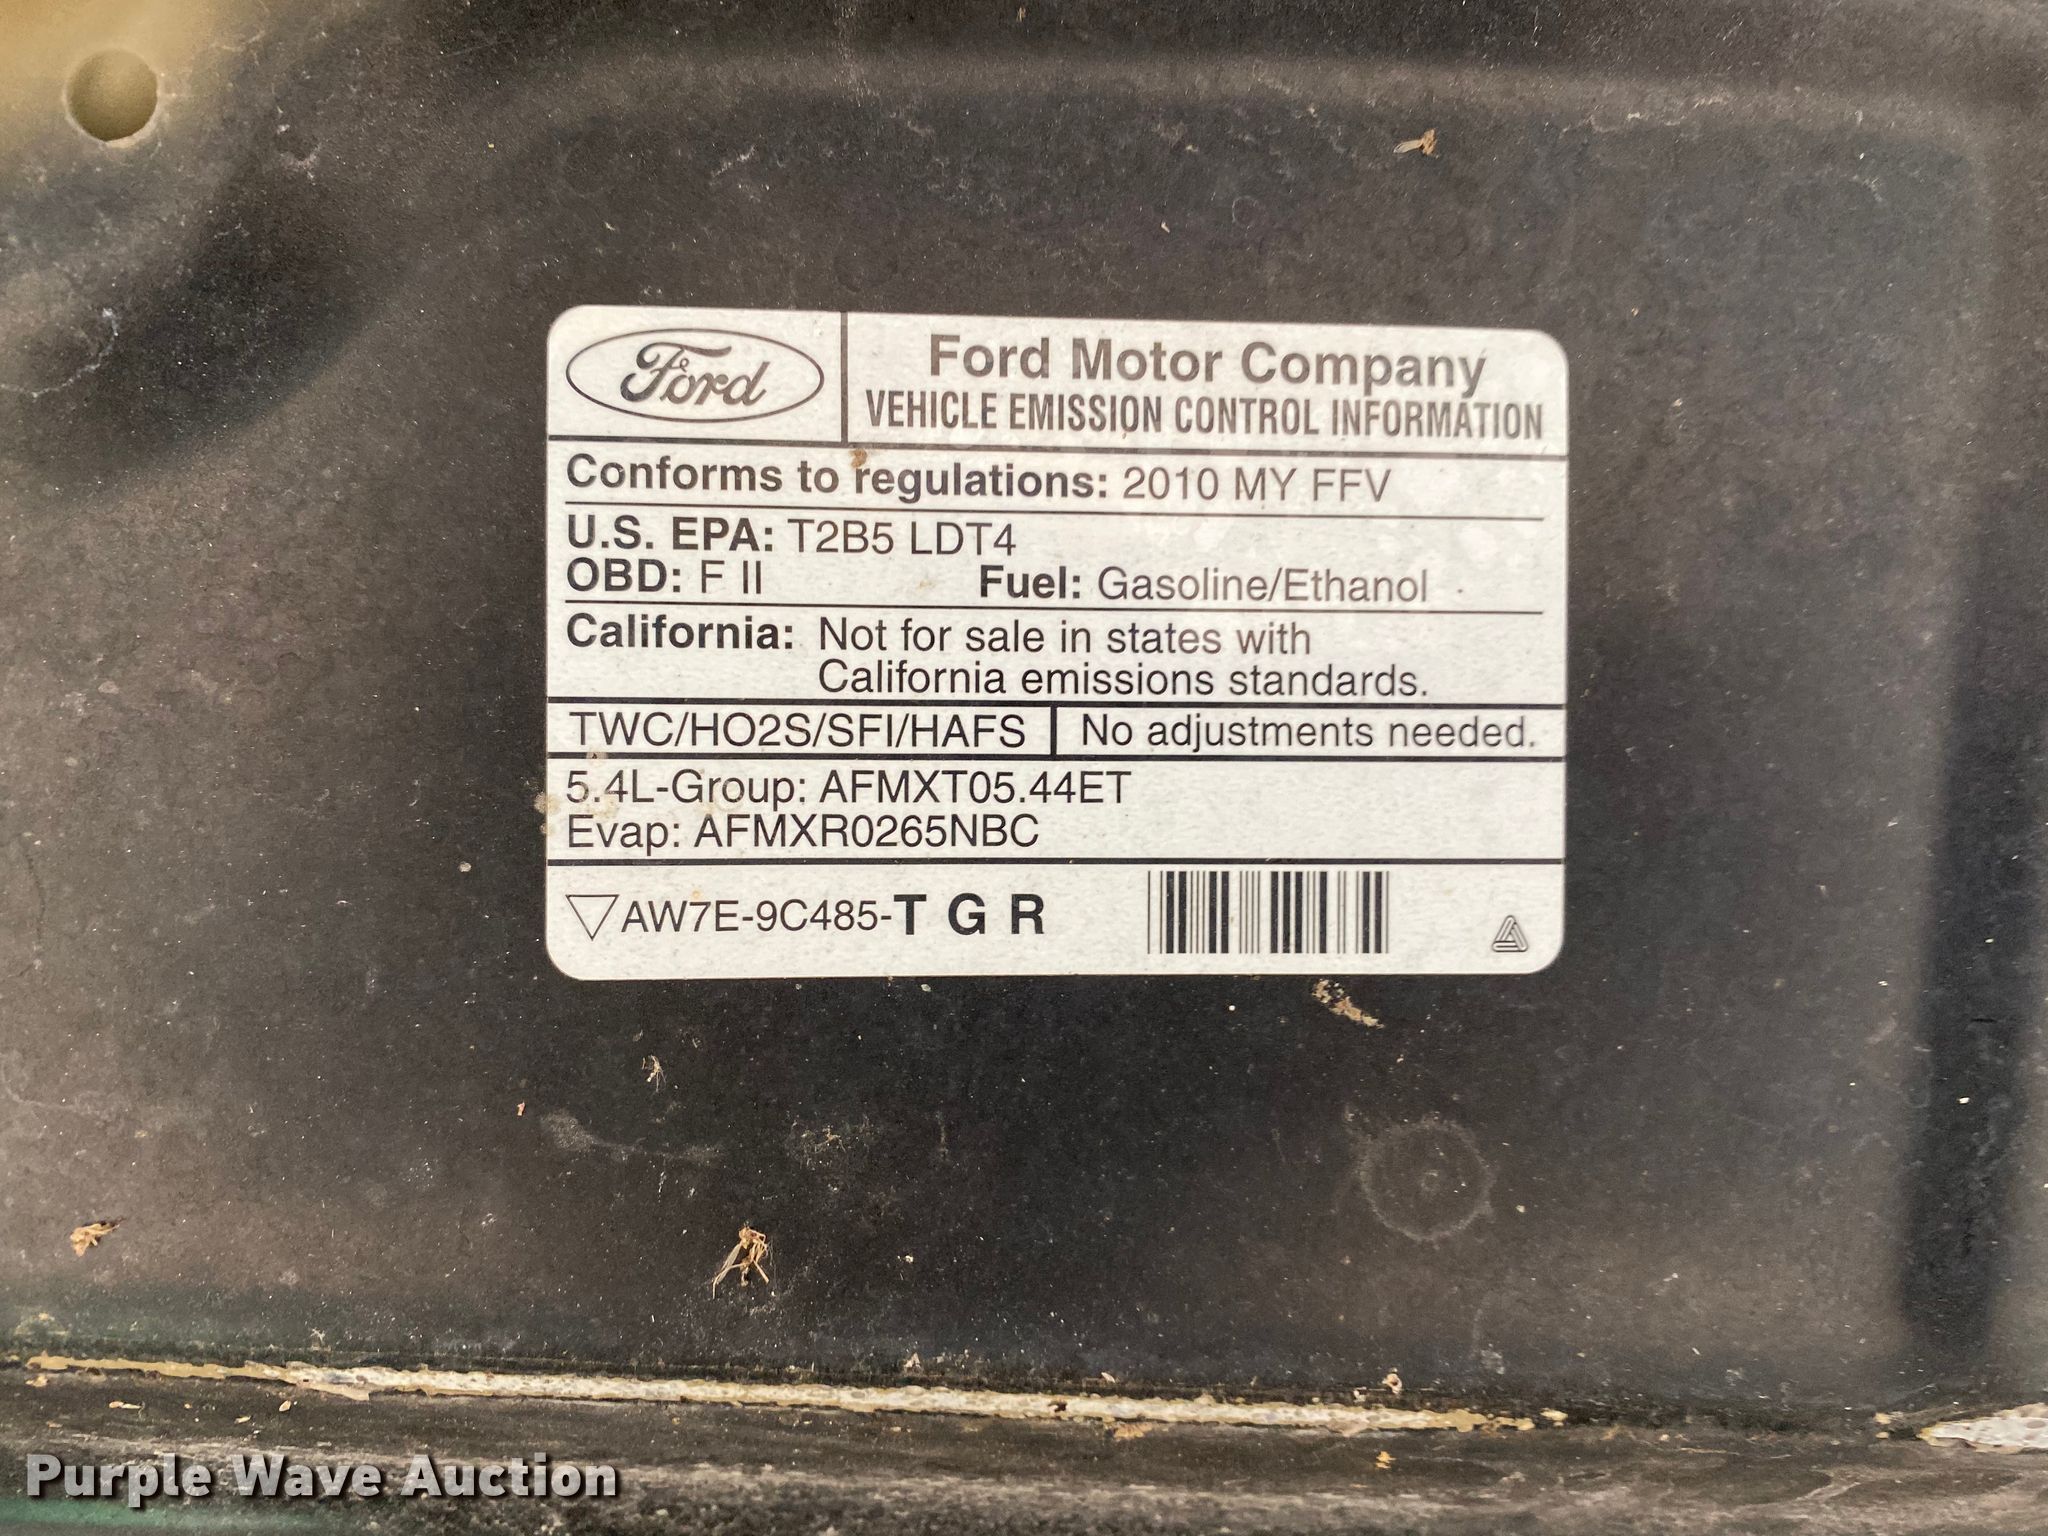 Ford
Ford Motor Company
VEHICLE EMISSION CONTROL INFORMATION
Conforms to regulations: 2010 MY FFV
U.S. EPA: T2B5 LDT4
OBD: F II Fuel: Gasoline/Ethanol
California: Not for sale in states with
California emissions standards.
TWC/HO2S/SFI/HAFS No adjustments needed.
5.4L-Group: AFMXT05.44ET
Evap: AFMXR0265NBC
AW7E-9C485-T G R
Purple Wave Auction